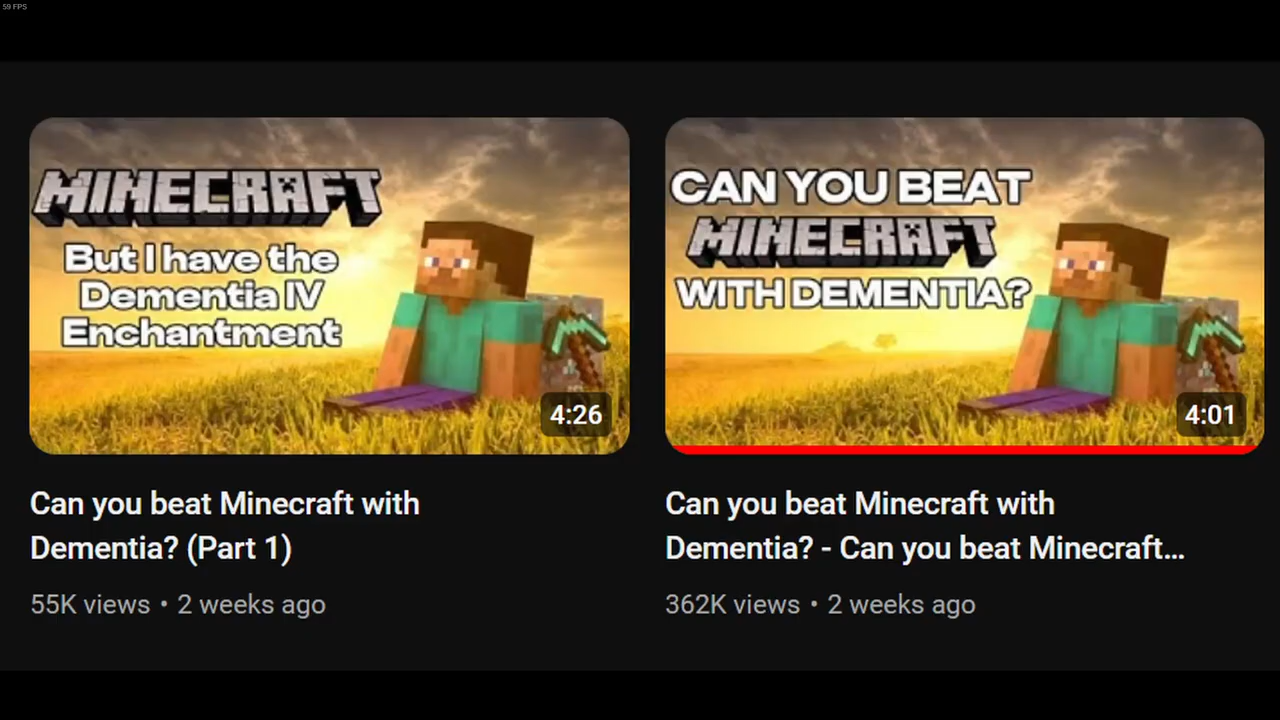 59 FPS
MINECRAFT
But I have the
Dementia IV
Enchantment
4:26
Can you beat Minecraft with
Dementia? (Part 1)
55K views • 2 weeks ago
CAN YOU BEAT
MINECRAFT
WITH DEMENTIA?
4:01
Can you beat Minecraft with
Dementia? - Can you beat Minecraft...
362K views • 2 weeks ago